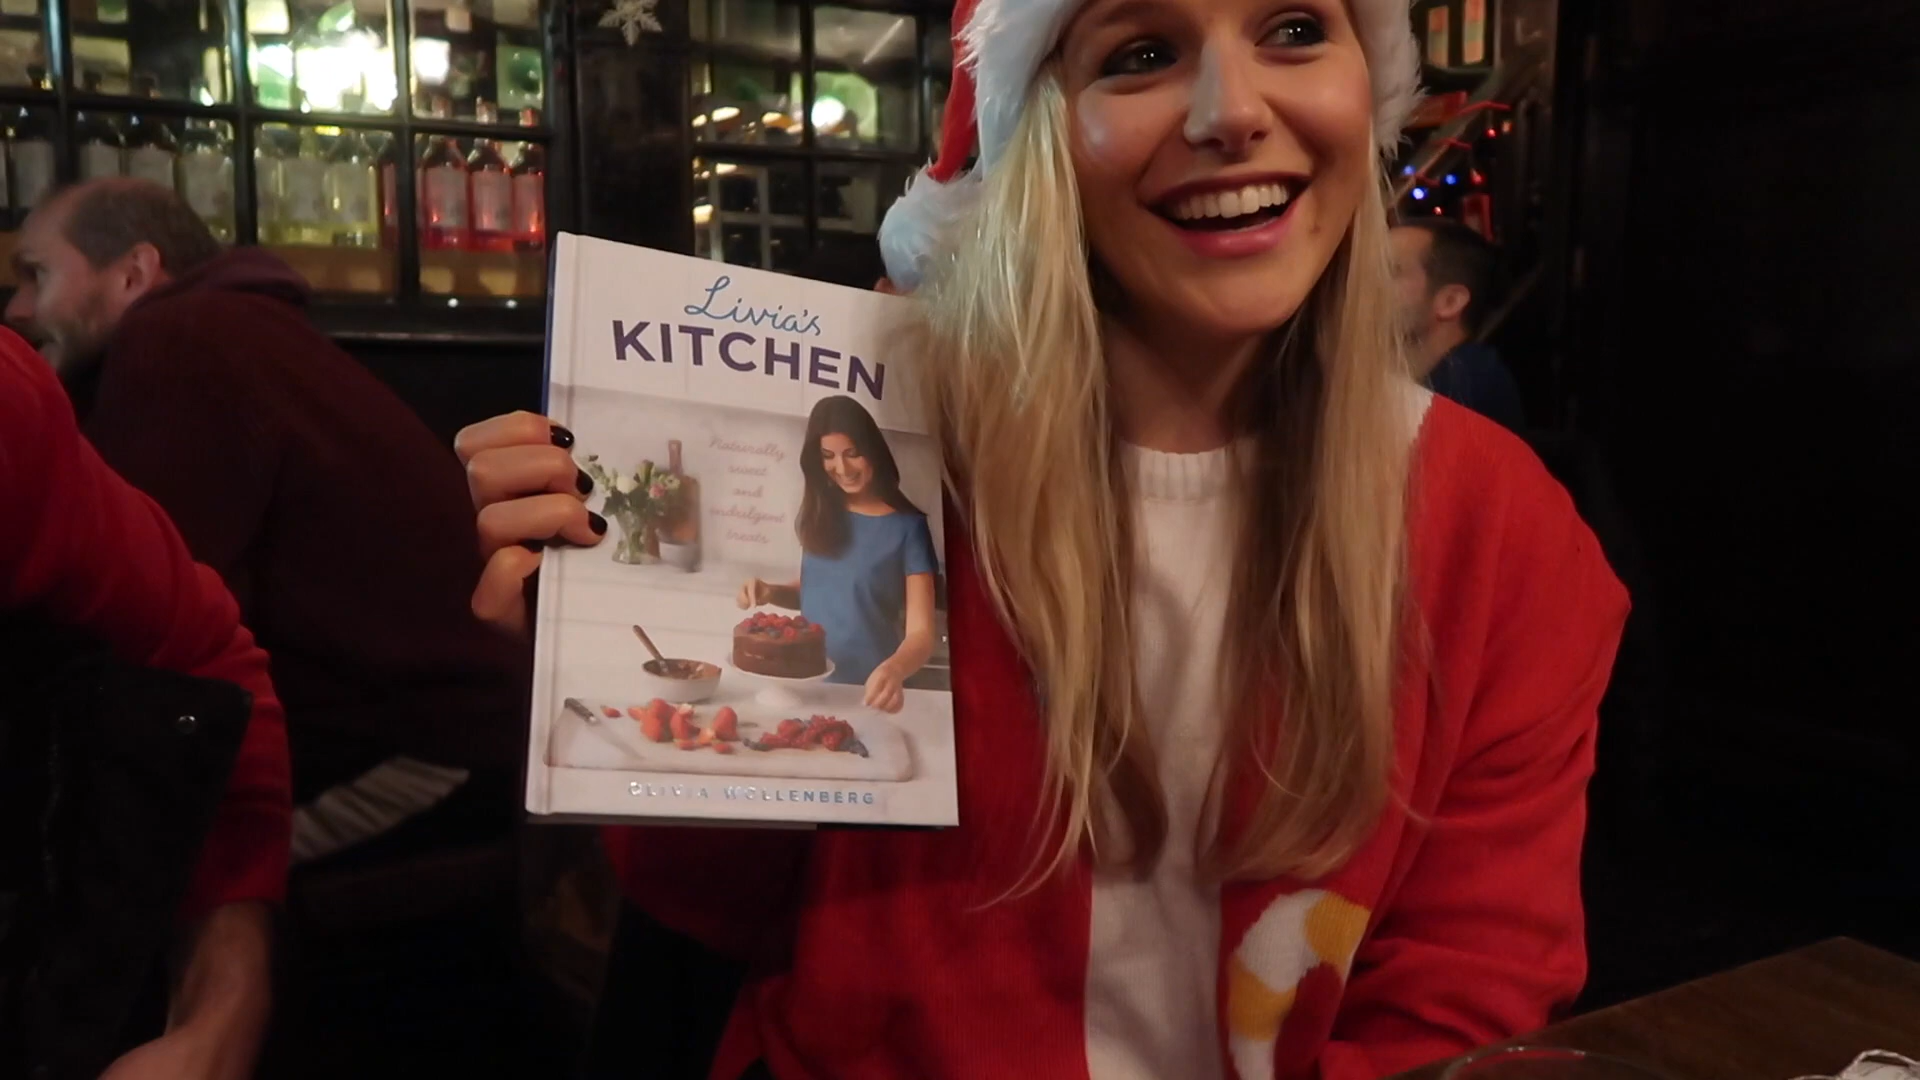 Livia's
KITCHEN
Naturally
sweet
and
indulgent
treats
OLIVIA WOLLENBERG